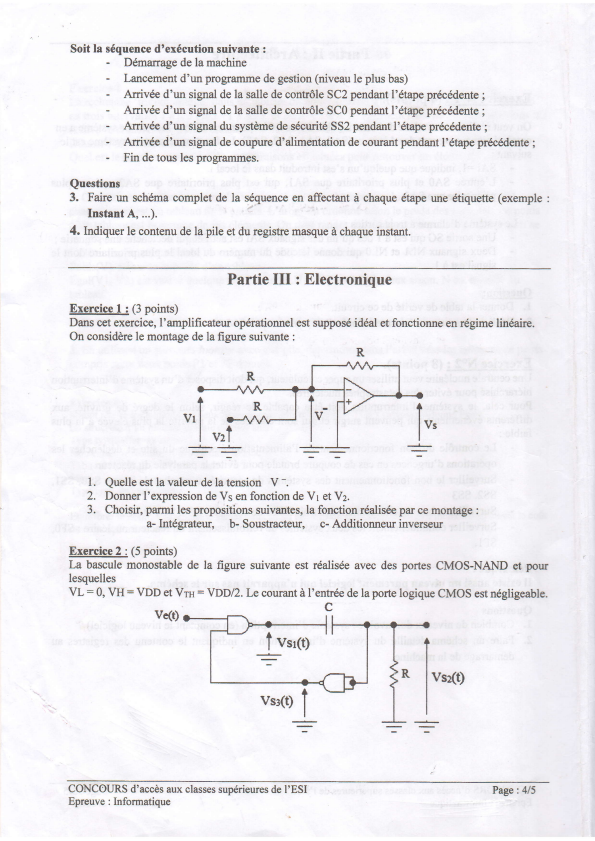 Soit la séquence d'exécution suivante :
- Démarrage de la machine
- Lancement d'un programme de gestion (niveau le plus bas)
- Arrivée d'un signal de la salle de contrôle SC2 pendant l'étape précédente ;
- Arrivée d'un signal de la salle de contrôle SC0 pendant l'étape précédente ;
- Arrivée d'un signal du système de sécurité SS2 pendant l'étape précédente ;
- Arrivée d'un signal de coupure d'alimentation de courant pendant l'étape précédente ;
- Fin de tous les programmes.
Questions
3. Faire un schéma complet de la séquence en affectant à chaque étape une étiquette (exemple :
Instant A, ...).
4. Indiquer le contenu de la pile et du registre masque à chaque instant.
Partie III : Electronique
Exercice 1 : (3 points)
Dans cet exercice, l'amplificateur opérationnel est supposé idéal et fonctionne en régime linéaire.
On considère le montage de la figure suivante :
R
R
R
-
+
V1
V2
V-
Vs
1. Quelle est la valeur de la tension V -.
2. Donner l'expression de Vs en fonction de V1 et V2.
3. Choisir, parmi les propositions suivantes, la fonction réalisée par ce montage :
a- Intégrateur, b- Soustracteur, c- Additionneur inverseur
Exercice 2 : (5 points)
La bascule monostable de la figure suivante est réalisée avec des portes CMOS-NAND et pour
lesquelles
VL = 0, VH = VDD et VTH = VDD/2. Le courant à l'entrée de la porte logique CMOS est négligeable.
Ve(t)
C
Vs1(t)
R
Vs2(t)
Vs3(t)
CONCOURS d'accès aux classes supérieures de l'ESI Page : 4/5
Epreuve : Informatique